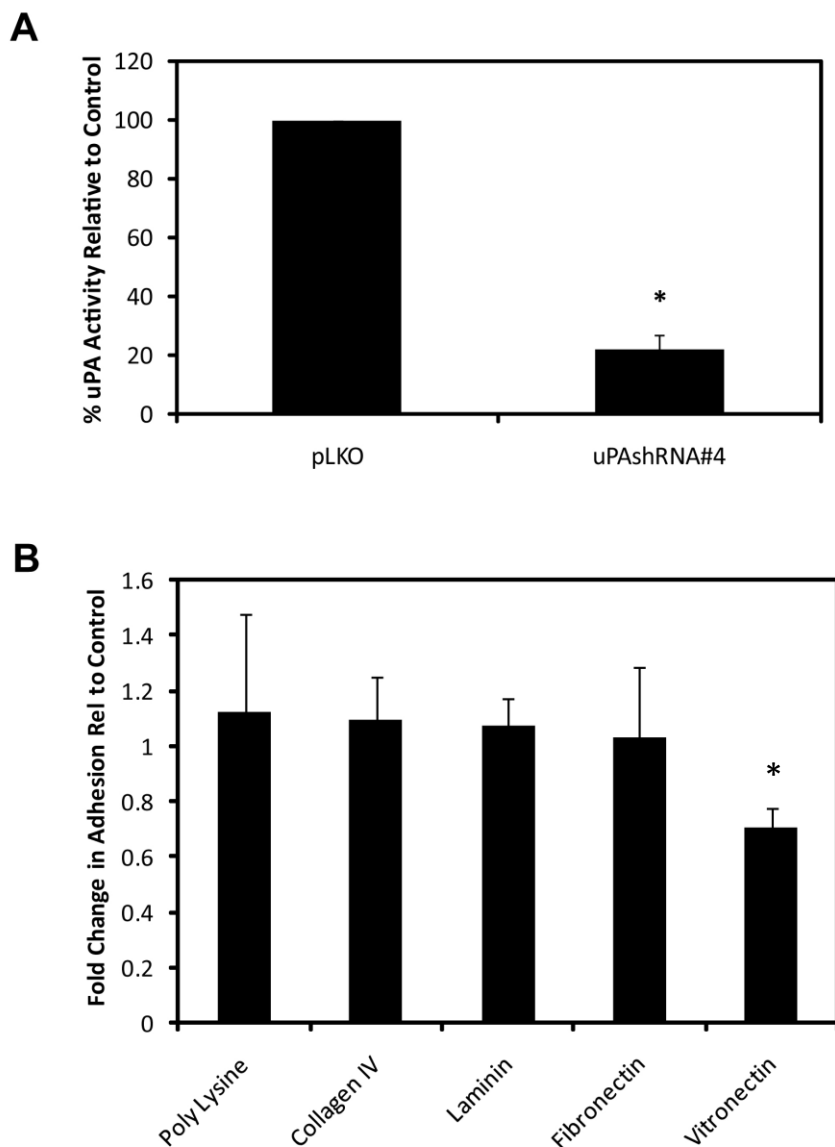 A
% uPA Activity Relative to Control
120
100
80
60
40
20
0
*
pLKO
uPAshRNA#4
B
Fold Change in Adhesion Rel to Control
1.6
1.4
1.2
1
0.8
0.6
0.4
0.2
0
*
Poly Lysine
Collagen IV
Laminin
Fibronectin
Vitronectin